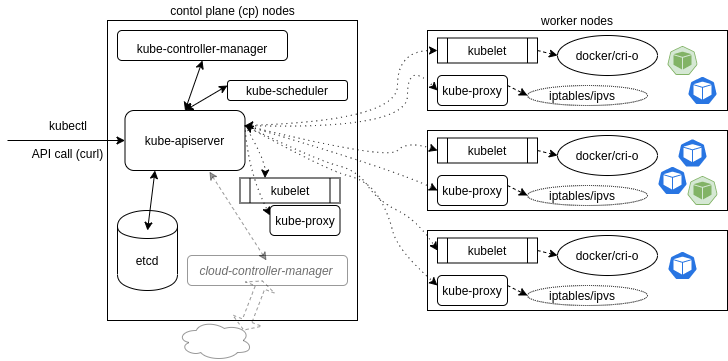 contol plane (cp) nodes
worker nodes
kube-controller-manager
kube-scheduler
kubectl
API call (curl)
kube-apiserver
kubelet
kube-proxy
etcd
cloud-controller-manager
kubelet
docker/cri-o
kube-proxy
iptables/ipvs
kubelet
docker/cri-o
kube-proxy
iptables/ipvs
kubelet
docker/cri-o
kube-proxy
iptables/ipvs